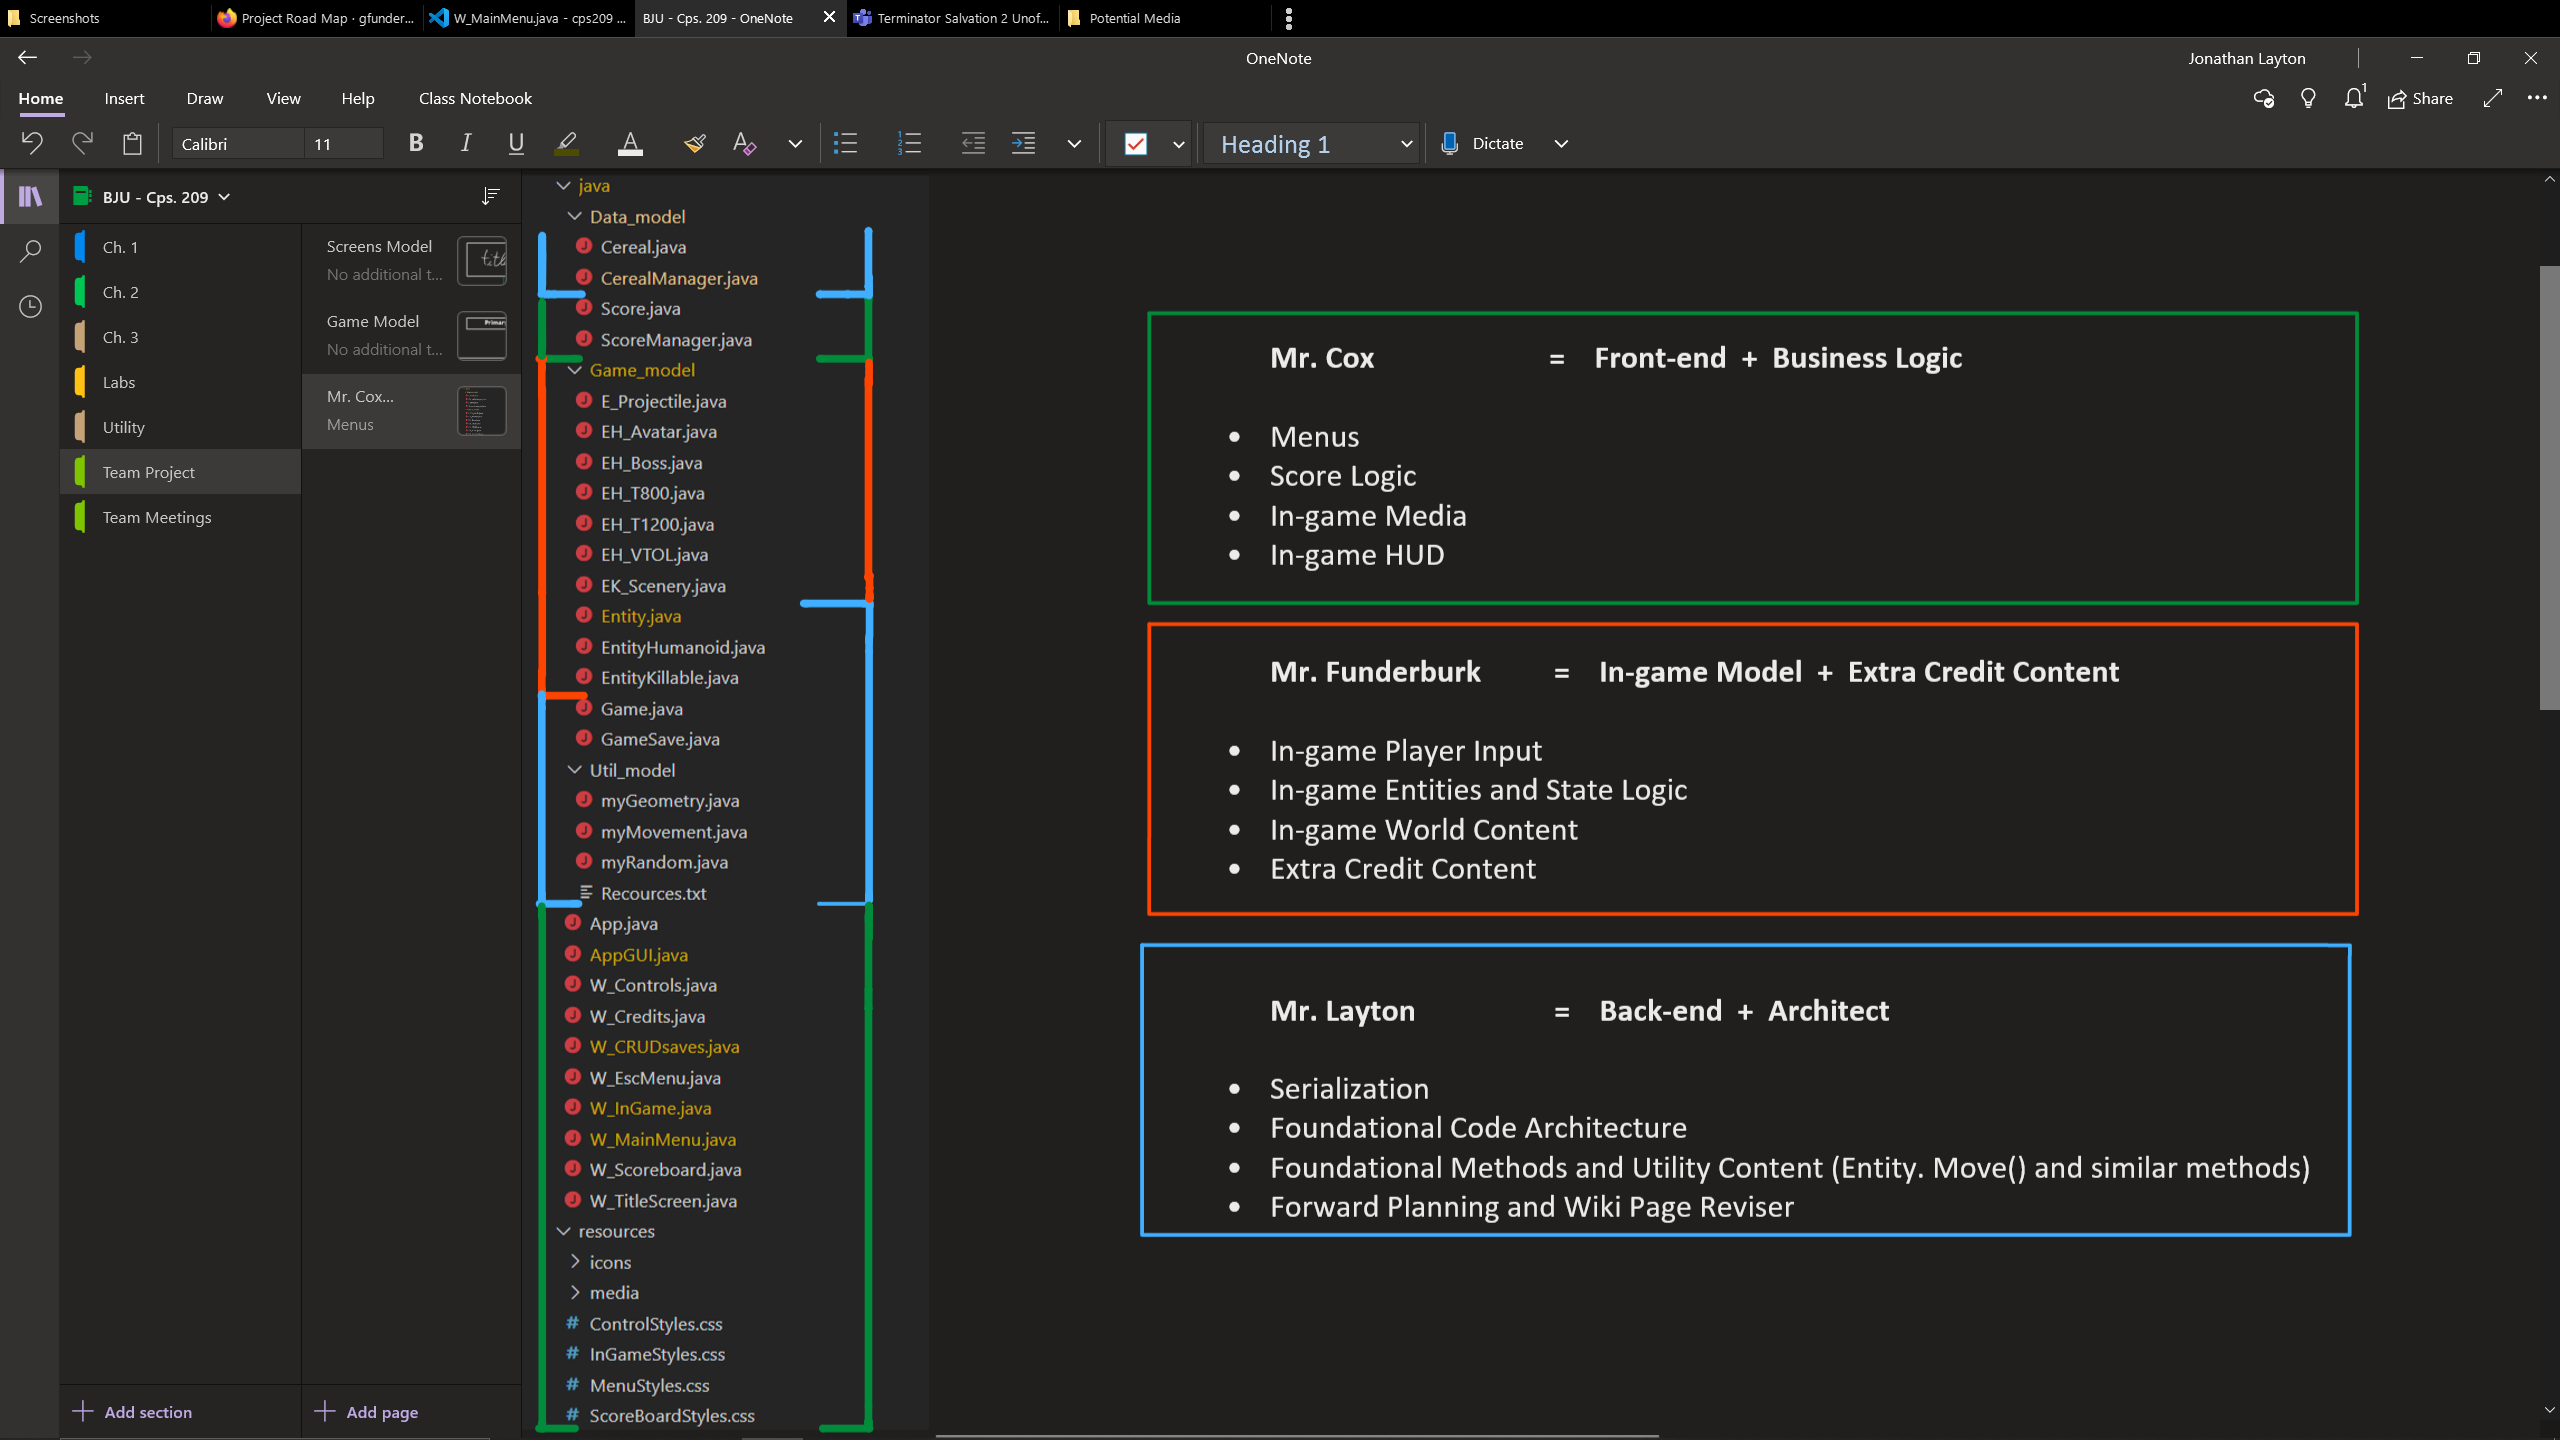 Screenshots
Project Road Map · gfunder...
W_MainMenu.java - cps209 ...
BJU - Cps. 209 - OneNote
Terminator Salvation 2 Unof...
Potential Media
OneNote
Jonathan Layton
Home
Insert
Draw
View
Help
Class Notebook
1
Share
Calibri
11
B
I
U
A
A
Heading 1
Dictate
BJU - Cps. 209
Ch. 1
Ch. 2
Ch. 3
Labs
Utility
Team Project
Team Meetings
Screens Model
No additional t...
Game Model
No additional t...
Primar
Mr. Cox...
Menus
java
Data_model
Cereal.java
CerealManager.java
Score.java
ScoreManager.java
Game_model
E_Projectile.java
EH_Avatar.java
EH_Boss.java
EH_T800.java
EH_T1200.java
EH_VTOL.java
EK_Scenery.java
Entity.java
EntityHumanoid.java
EntityKillable.java
Game.java
GameSave.java
Util_model
myGeometry.java
myMovement.java
myRandom.java
Recources.txt
App.java
AppGUI.java
W_Controls.java
W_Credits.java
W_CRUDsaves.java
W_EscMenu.java
W_InGame.java
W_MainMenu.java
W_Scoreboard.java
W_TitleScreen.java
resources
icons
media
# ControlStyles.css
# InGameStyles.css
# MenuStyles.css
# ScoreBoardStyles.css
Mr. Cox = Front-end + Business Logic
• Menus
• Score Logic
• In-game Media
• In-game HUD
Mr. Funderburk = In-game Model + Extra Credit Content
• In-game Player Input
• In-game Entities and State Logic
• In-game World Content
• Extra Credit Content
Mr. Layton = Back-end + Architect
• Serialization
• Foundational Code Architecture
• Foundational Methods and Utility Content (Entity. Move() and similar methods)
• Forward Planning and Wiki Page Reviser
Add section
Add page